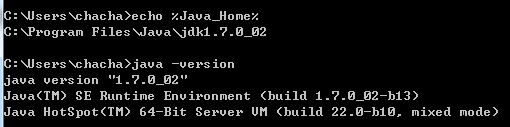 C:\Users\chacha>echo %Java_Home%
C:\Program Files\Java\jdk1.7.0_02
C:\Users\chacha>java -version
java version "1.7.0_02"
Java(TM) SE Runtime Environment (build 1.7.0_02-b13)
Java HotSpot(TM) 64-Bit Server VM (build 22.0-b10, mixed mode)